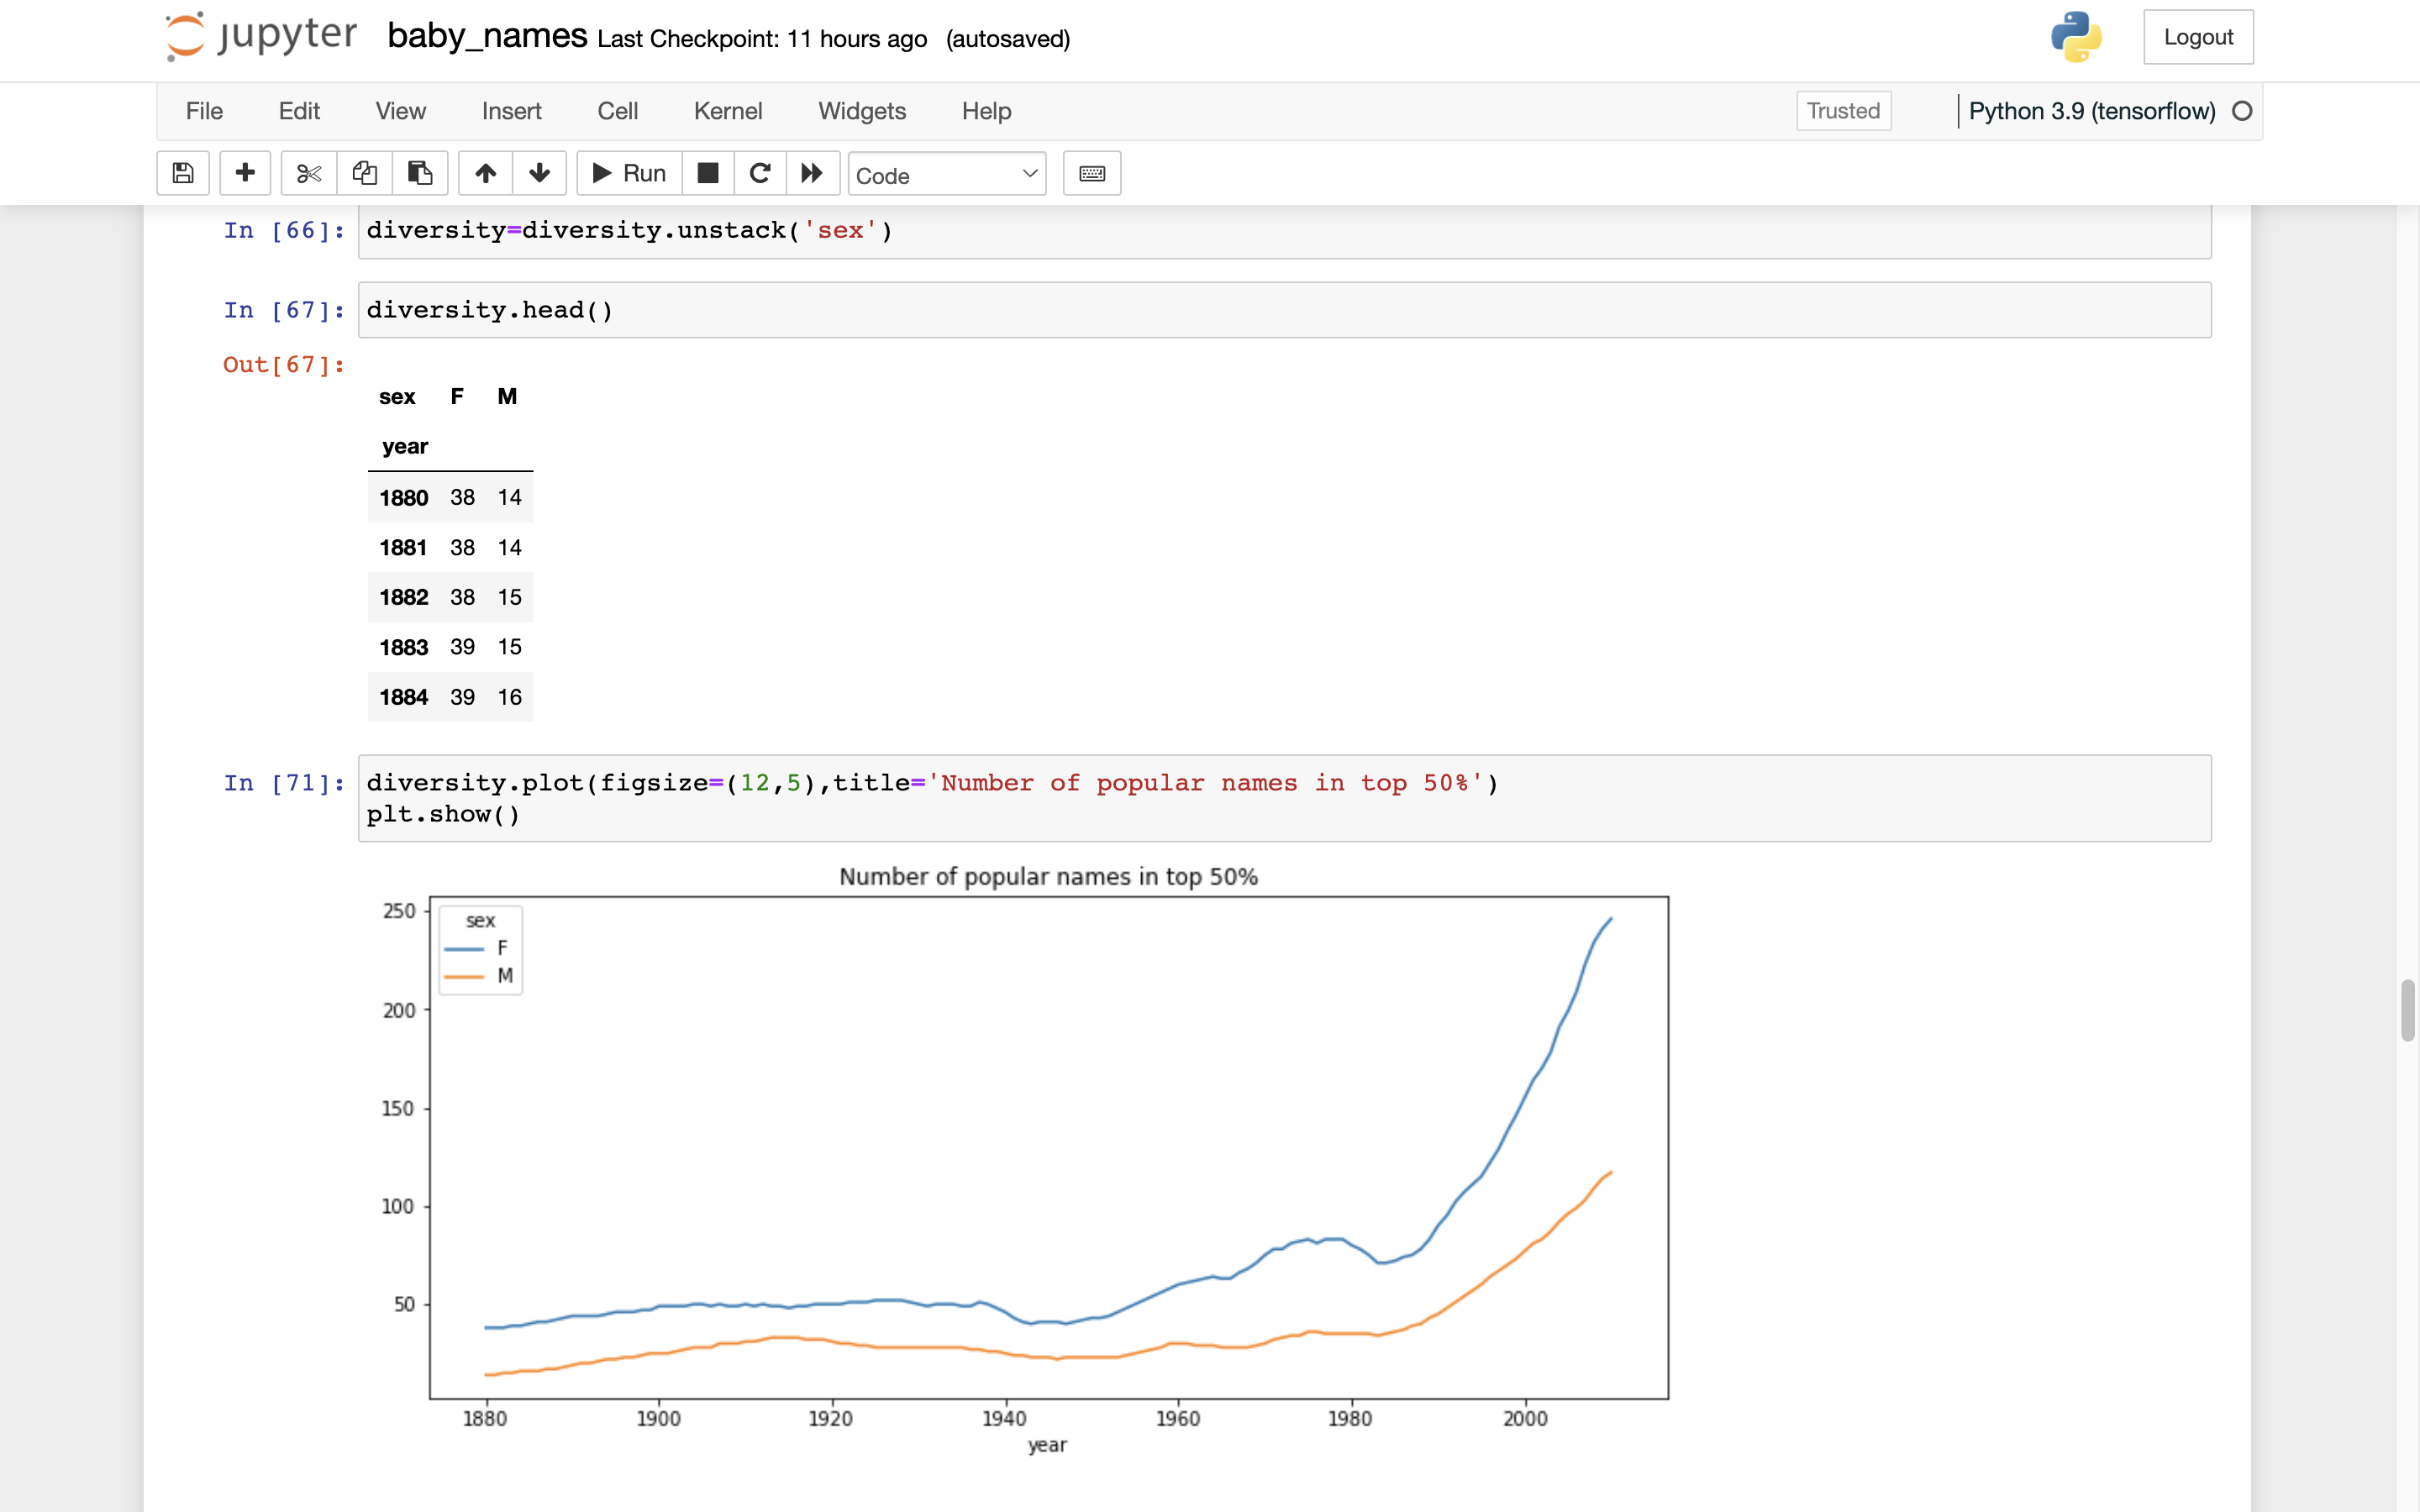 jupyter baby_names Last Checkpoint: 11 hours ago (autosaved) Logout
File Edit View Insert Cell Kernel Widgets Help Trusted Python 3.9 (tensorflow)
Run Code
In [66]: diversity=diversity.unstack('sex')
In [67]: diversity.head()
Out[67]:
sex F M
year
1880 38 14
1881 38 14
1882 38 15
1883 39 15
1884 39 16
In [71]: diversity.plot(figsize=(12,5),title='Number of popular names in top 50%')
plt.show()
Number of popular names in top 50%
250
sex
F
M
200
150
100
50
1880 1900 1920 1940 1960 1980 2000
year